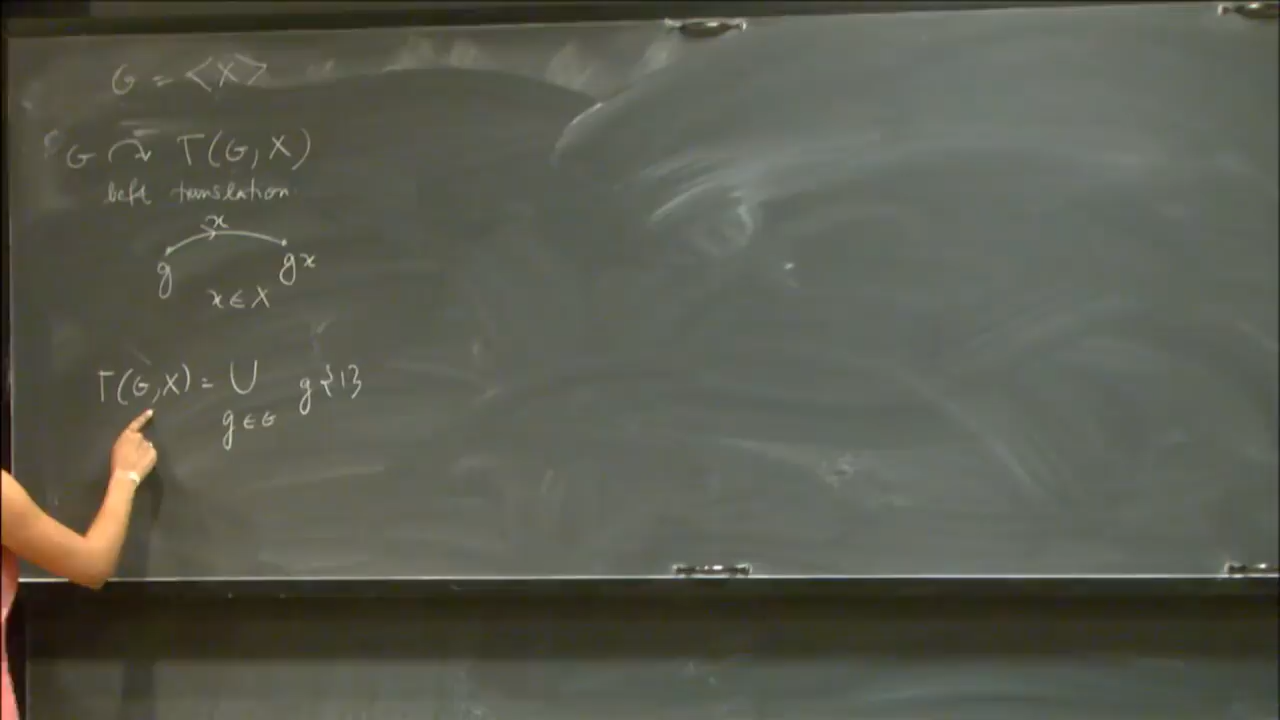 G = <X>
G ↷ Γ(G, X)
left translation
x
g gx
x ∈ X
Γ(G,X) = ∪ g{1}
g ∈ G